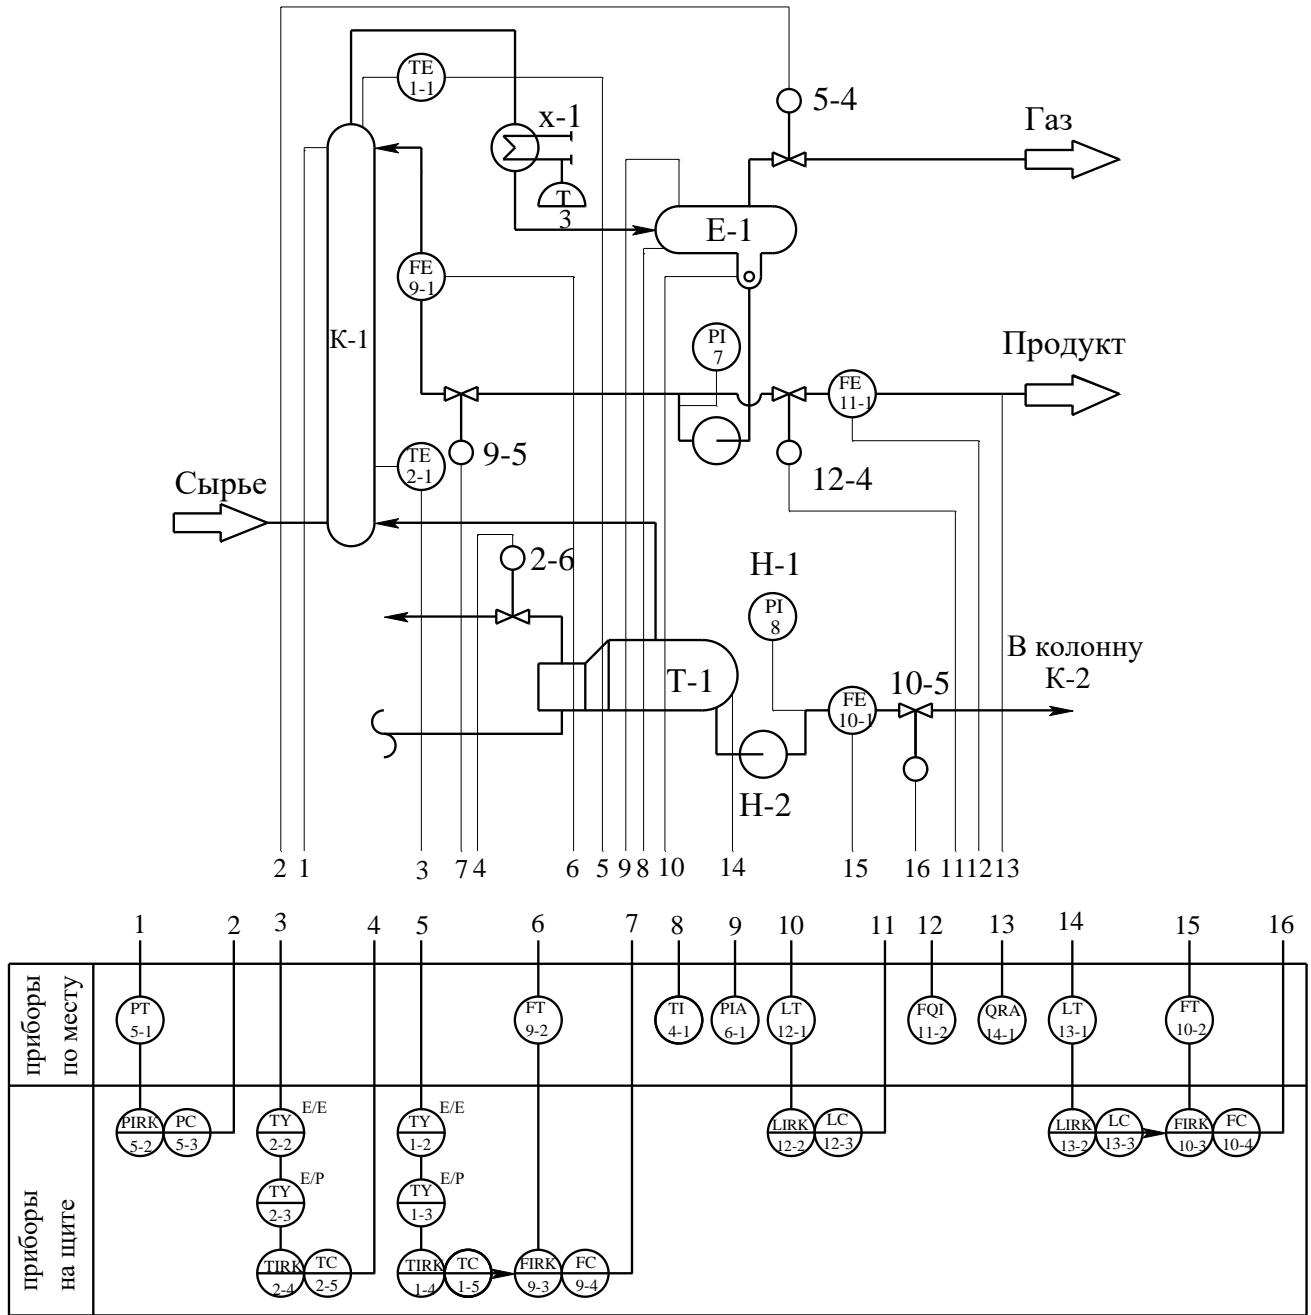 TE
1-1
х-1
5-4
Газ
Т
3
Е-1
FE
9-1
К-1
PI
7
Продукт
FE
11-1
TE
2-1
9-5
12-4
Сырье
2-6
Н-1
PI
8
В колонну
К-2
Т-1
10-5
FE
10-1
Н-2
2 1 3 7 4 6 5 9 8 10 14 15 16 11 12 13
1 2 3 4 5 6 7 8 9 10 11 12 13 14 15 16
приборы
по месту
PT
5-1
FT
9-2
TI
4-1
PIA
6-1
LT
12-1
FQI
11-2
QRA
14-1
LT
13-1
FT
10-2
приборы
на щите
PIRK
5-2
PC
5-3
TY
2-2
E/E
TY
1-2
E/E
LIRK
12-2
LC
12-3
LIRK
13-2
LC
13-3
FIRK
10-3
FC
10-4
TY
2-3
E/P
TY
1-3
E/P
TIRK
2-4
TC
2-5
TIRK
1-4
TC
1-5
FIRK
9-3
FC
9-4